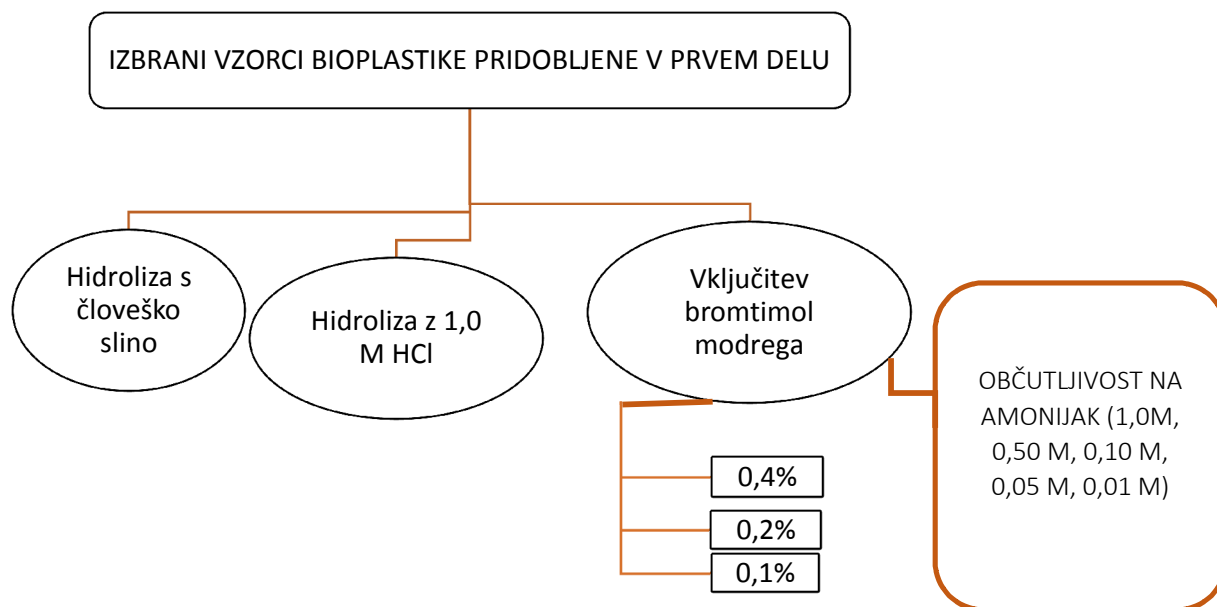 IZBRANI VZORCI BIOPLASTIKE PRIDOBLJENE V PRVEM DELU
Hidroliza s
človeško
slino
Hidroliza z 1,0
M HCl
Vključitev
bromtimol
modrega
0,4%
0,2%
0,1%
OBČUTLJIVOST NA
AMONIJAK (1,0M,
0,50 M, 0,10 M,
0,05 M, 0,01 M)